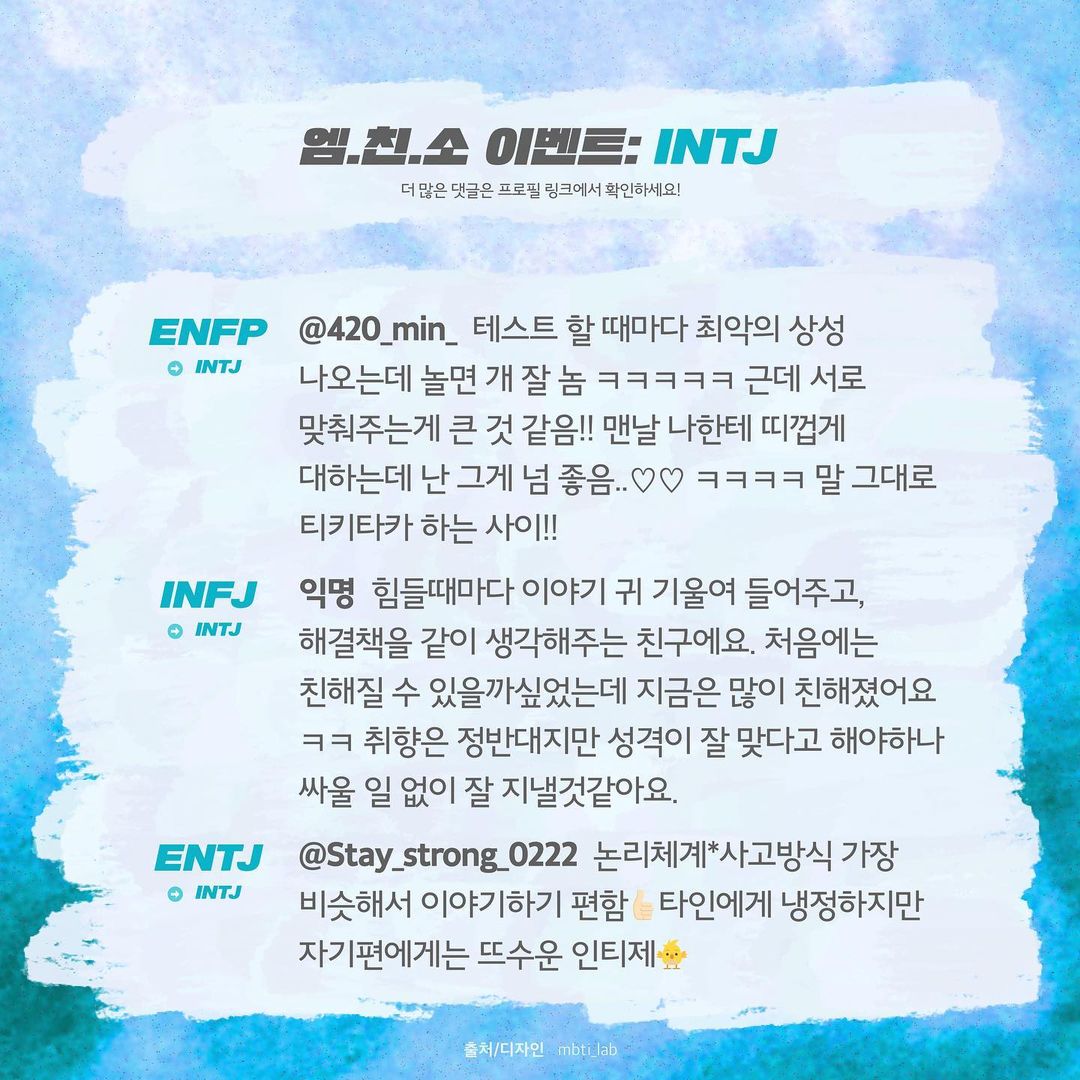 엠.친.소 이벤트: INTJ
더 많은 댓글은 프로필 링크에서 확인하세요!
ENFP
➲ INTJ
@420_min_ 테스트 할 때마다 최악의 상성
나오는데 놀면 개 잘 놈 ㅋㅋㅋㅋㅋ 근데 서로
맞춰주는게 큰 것 같음!! 맨날 나한테 띠껍게
대하는데 난 그게 넘 좋음..♡♡ ㅋㅋㅋㅋ 말 그대로
티키타카 하는 사이!!
INFJ
➲ INTJ
익명 힘들때마다 이야기 귀 기울여 들어주고,
해결책을 같이 생각해주는 친구에요. 처음에는
친해질 수 있을까싶었는데 지금은 많이 친해졌어요
ㅋㅋ 취향은 정반대지만 성격이 잘 맞다고 해야하나
싸울 일 없이 잘 지낼것같아요.
ENTJ
➲ INTJ
@Stay_strong_0222 논리체계*사고방식 가장
비슷해서 이야기하기 편함👍🏻타인에게 냉정하지만
자기편에게는 뜨수운 인티제🐥
출처/디자인 mbti_lab